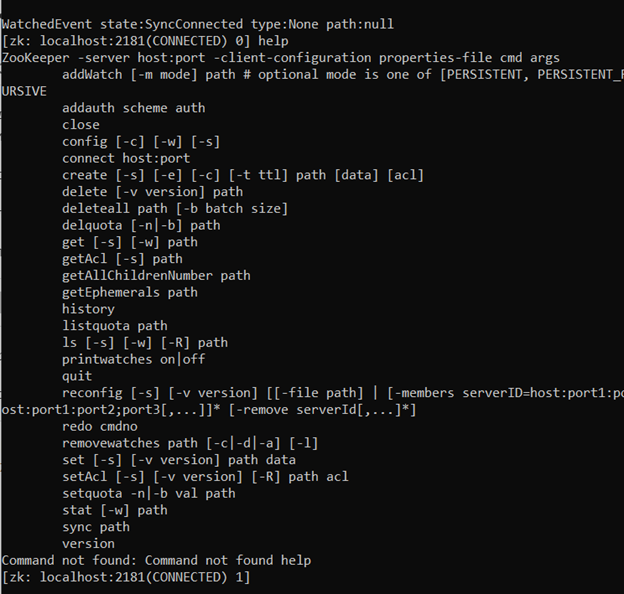 WatchedEvent state:SyncConnected type:None path:null
[zk: localhost:2181(CONNECTED) 0] help
ZooKeeper -server host:port -client-configuration properties-file cmd args
addWatch [-m mode] path # optional mode is one of [PERSISTENT, PERSISTENT_
URSIVE
addauth scheme auth
close
config [-c] [-w] [-s]
connect host:port
create [-s] [-e] [-c] [-t ttl] path [data] [acl]
delete [-v version] path
deleteall path [-b batch size]
delquota [-n|-b] path
get [-s] [-w] path
getAcl [-s] path
getAllChildrenNumber path
getEphemerals path
history
listquota path
ls [-s] [-w] [-R] path
printwatches on|off
quit
reconfig [-s] [-v version] [[-file path] | [-members serverID=host:port1:p
ost:port1:port2;port3[,...]]* [-remove serverId[,...]*]
redo cmdno
removewatches path [-c|-d|-a] [-l]
set [-s] [-v version] path data
setAcl [-s] [-v version] [-R] path acl
setquota -n|-b val path
stat [-w] path
sync path
version
Command not found: Command not found help
[zk: localhost:2181(CONNECTED) 1]